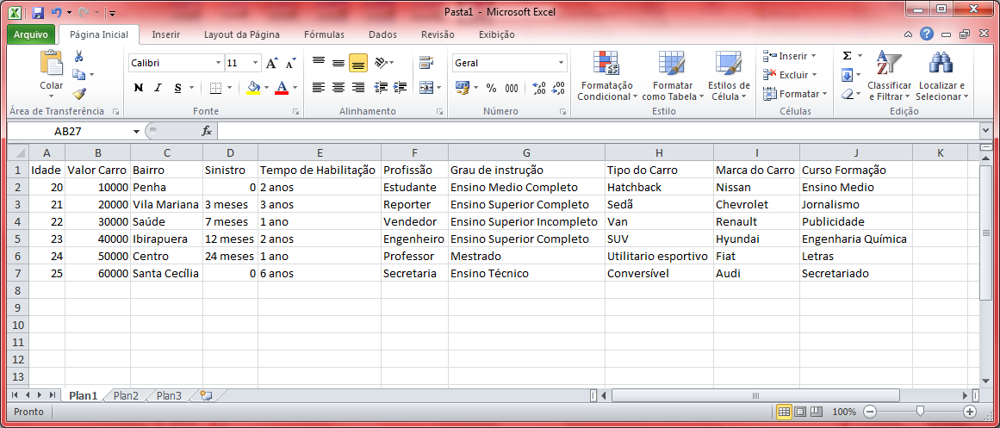 Pasta1 - Microsoft Excel
Arquivo Página Inicial Inserir Layout da Página Fórmulas Dados Revisão Exibição
Colar
Calibri 11
N I S
Geral
% 000
Formatação Condicional
Formatar como Tabela
Estilos de Célula
Inserir
Excluir
Formatar
Σ
Classificar e Filtrar
Localizar e Selecionar
Área de Transferência Fonte Alinhamento Número Estilo Células Edição
AB27 fx
A B C D E F G H I J K
1 Idade Valor Carro Bairro Sinistro Tempo de Habilitação Profissão Grau de instrução Tipo do Carro Marca do Carro Curso Formação
2 20 10000 Penha 0 2 anos Estudante Ensino Medio Completo Hatchback Nissan Ensino Medio
3 21 20000 Vila Mariana 3 meses 3 anos Reporter Ensino Superior Completo Sedã Chevrolet Jornalismo
4 22 30000 Saúde 7 meses 1 ano Vendedor Ensino Superior Incompleto Van Renault Publicidade
5 23 40000 Ibirapuera 12 meses 2 anos Engenheiro Ensino Superior Completo SUV Hyundai Engenharia Química
6 24 50000 Centro 24 meses 1 ano Professor Mestrado Utilitario esportivo Fiat Letras
7 25 60000 Santa Cecília 0 6 anos Secretaria Ensino Técnico Conversível Audi Secretariado
8
9
10
11
12
13
Plan1 Plan2 Plan3
Pronto 100%